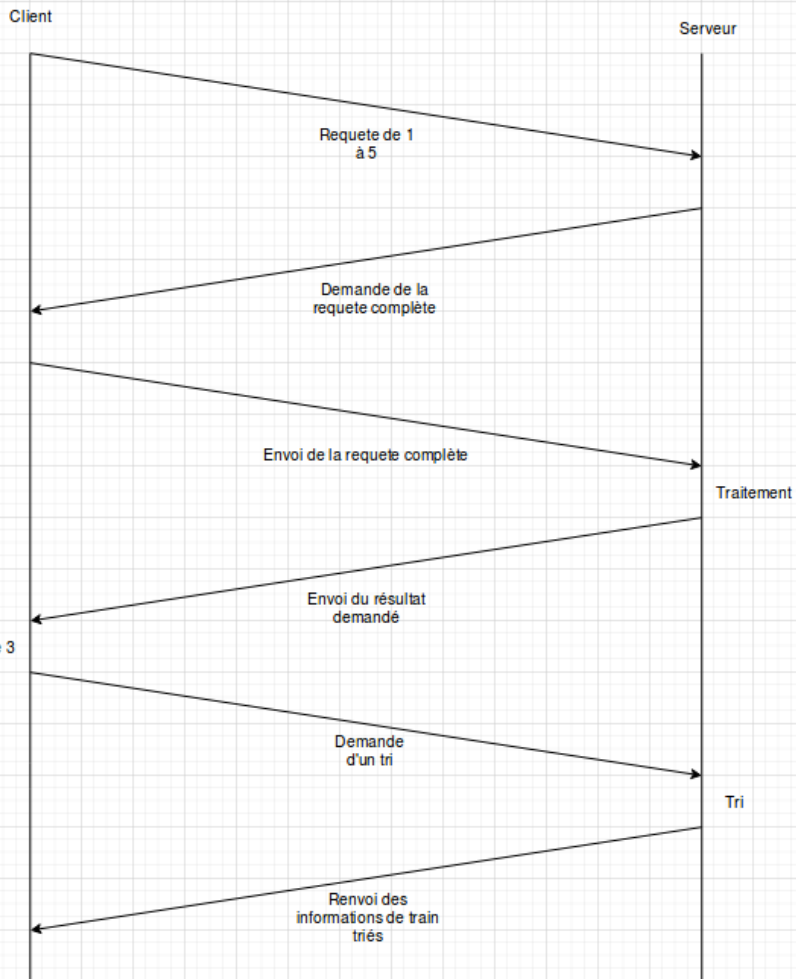 Client
Serveur
Requete de 1
à 5
Demande de la
requete complète
Envoi de la requete complète
Traitement
Envoi du résultat
demandé
3
Demande
d'un tri
Tri
Renvoi des
informations de train
triés